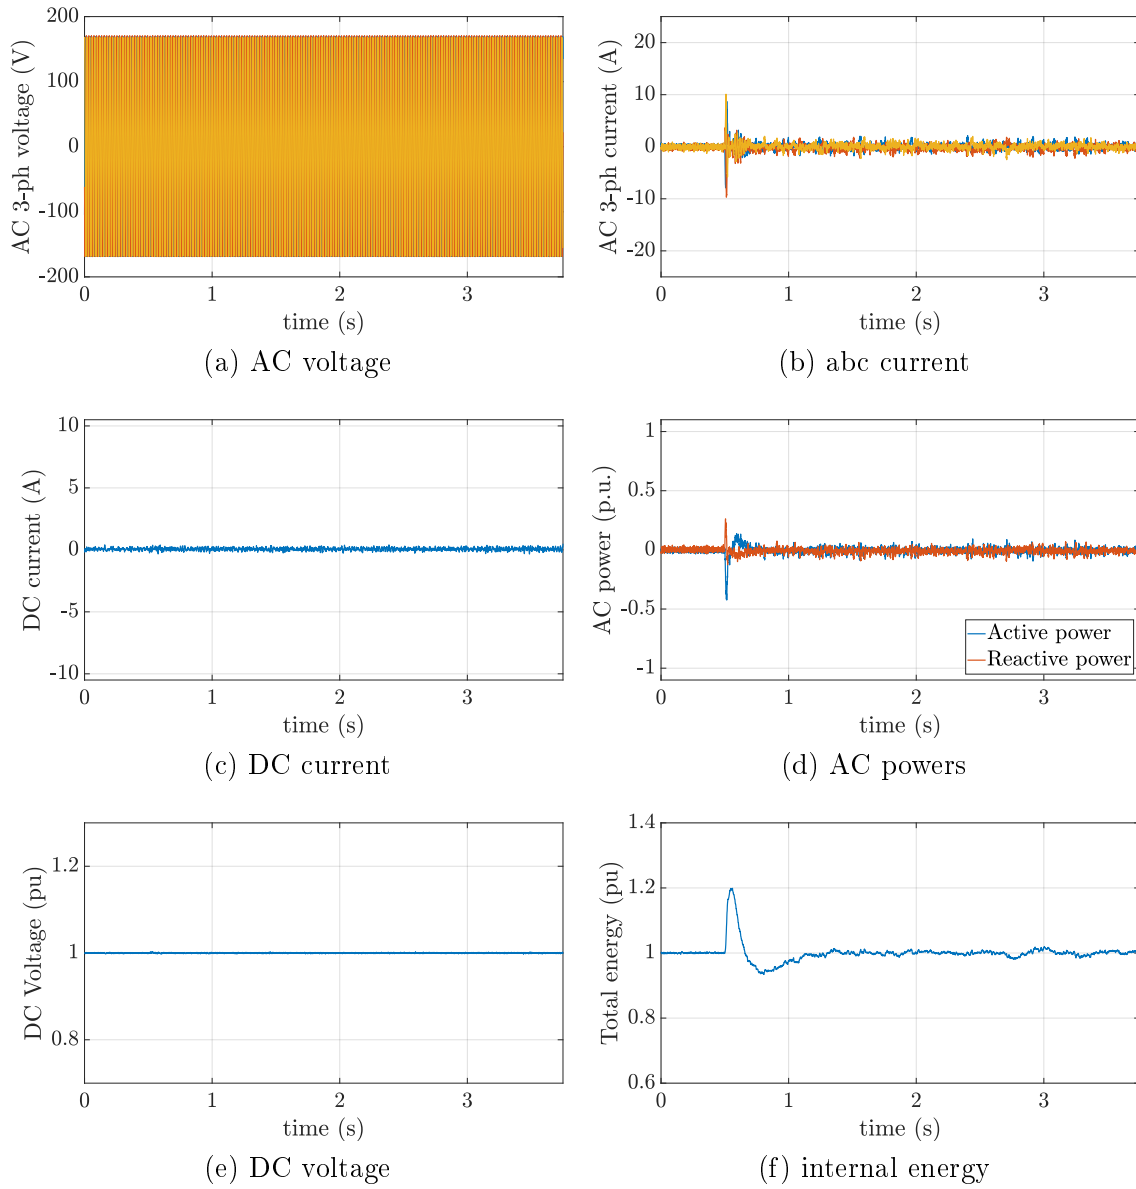 AC 3-ph voltage (V)
200
100
0
-100
-200
0 1 2 3
time (s)
(a) AC voltage
AC 3-ph current (A)
20
10
0
-10
-20
0 1 2 3
time (s)
(b) abc current
DC current (A)
10
5
0
-5
-10
0 1 2 3
time (s)
(c) DC current
AC power (p.u.)
1
0.5
0
-0.5
-1
Active power
Reactive power
0 1 2 3
time (s)
(d) AC powers
DC Voltage (pu)
1.2
1
0.8
0 1 2 3
time (s)
(e) DC voltage
Total energy (pu)
1.4
1.2
1
0.8
0.6
0 1 2 3
time (s)
(f) internal energy